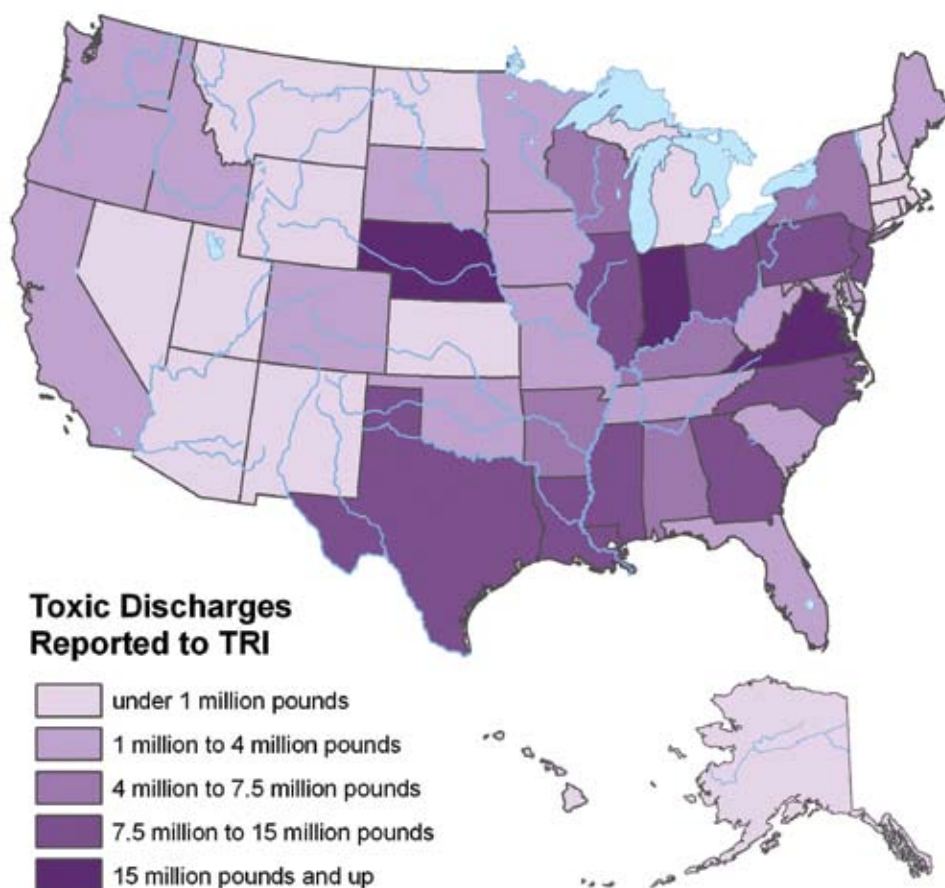 Toxic Discharges
Reported to TRI
under 1 million pounds
1 million to 4 million pounds
4 million to 7.5 million pounds
7.5 million to 15 million pounds
15 million pounds and up